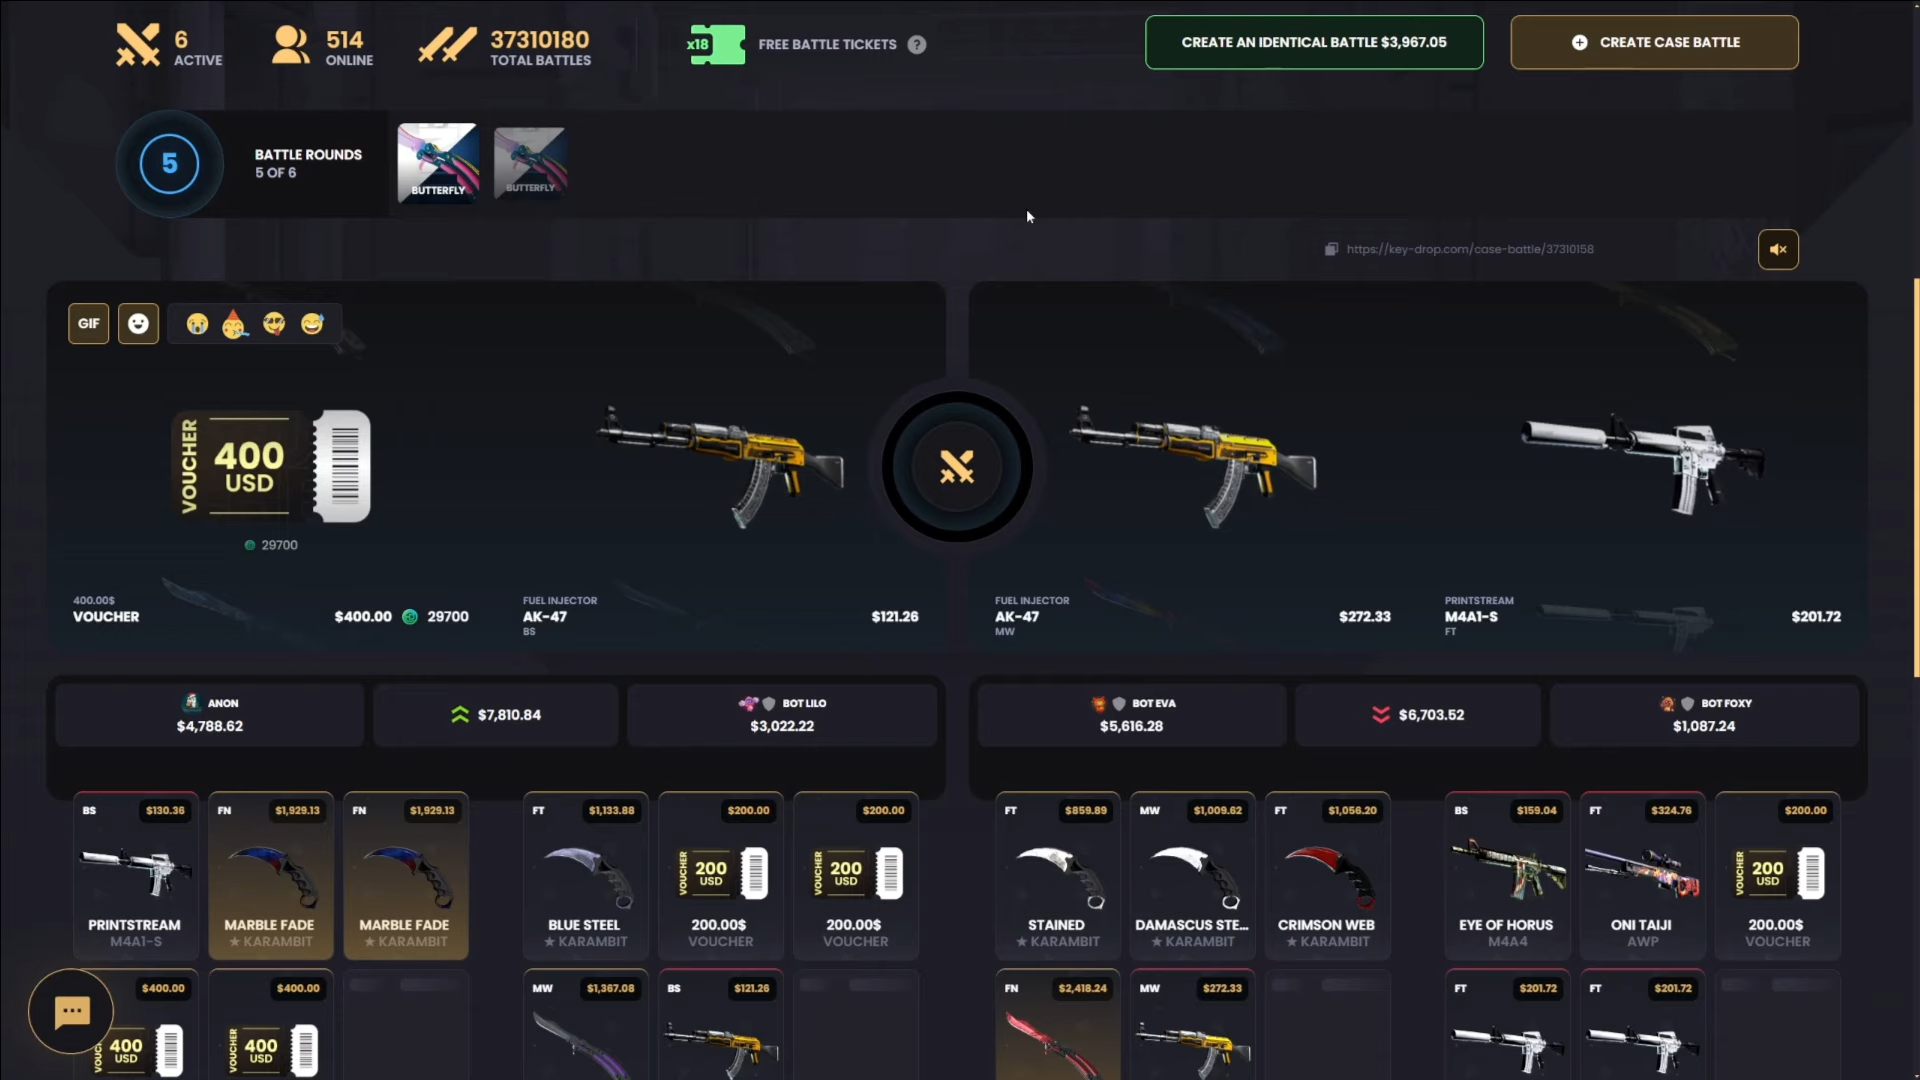 6
ACTIVE
514
ONLINE
37310180
TOTAL BATTLES
x18
FREE BATTLE TICKETS ?
CREATE AN IDENTICAL BATTLE $3,967.05
CREATE CASE BATTLE
5
BATTLE ROUNDS
5 OF 6
BUTTERFLY
BUTTERFLY
https://key-drop.com/case-battle/37310158
GIF
VOUCHER
400
USD
29700
400.00$
VOUCHER
$400.00 29700
FUEL INJECTOR
AK-47
BS
$121.26
FUEL INJECTOR
AK-47
MW
$272.33
PRINTSTREAM
M4A1-S
FT
$201.72
ANON
$4,788.62
$7,810.84
BOT LILO
$3,022.22
BOT EVA
$5,616.28
$6,703.52
BOT FOXY
$1,087.24
BS $130.36
PRINTSTREAM
M4A1-S
FN $1,929.13
MARBLE FADE
★ KARAMBIT
FN $1,929.13
MARBLE FADE
★ KARAMBIT
FT $1,133.88
BLUE STEEL
★ KARAMBIT
$200.00
VOUCHER
200
USD
200.00$
VOUCHER
$200.00
VOUCHER
200
USD
200.00$
VOUCHER
FT $859.89
STAINED
★ KARAMBIT
MW $1,009.62
DAMASCUS STE...
★ KARAMBIT
FT $1,056.20
CRIMSON WEB
★ KARAMBIT
BS $159.04
EYE OF HORUS
M4A4
FT $324.76
ONI TAIJI
AWP
$200.00
VOUCHER
200
USD
200.00$
VOUCHER
$400.00
400
USD
$400.00
VOUCHER
400
USD
MW $1,367.08
BS $121.26
FN $2,418.24
MW $272.33
FT $201.72
FT $201.72